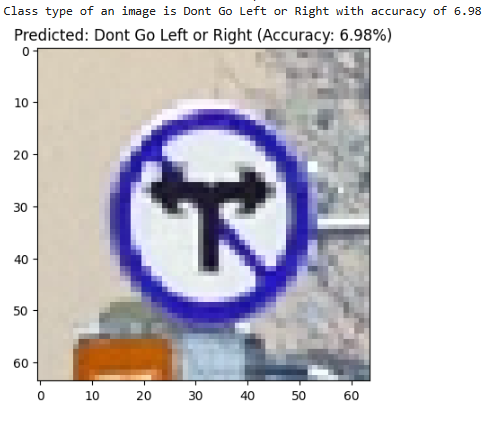 Class type of an image is Dont Go Left or Right with accuracy of 6.98
Predicted: Dont Go Left or Right (Accuracy: 6.98%)
0
10
20
30
40
50
60
0 10 20 30 40 50 60